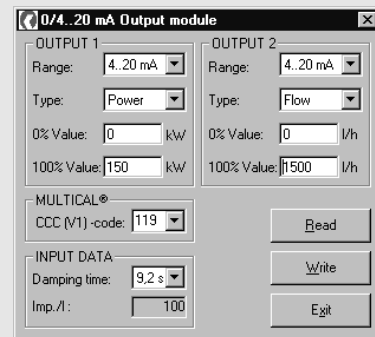 0/4..20 mA Output module
OUTPUT 1
Range: 4..20 mA
Type: Power
0% Value: 0 kW
100% Value: 150 kW
OUTPUT 2
Range: 4..20 mA
Type: Flow
0% Value: 0 l/h
100% Value: 1500 l/h
MULTICAL®
CCC (V1) -code: 119
INPUT DATA
Damping time: 9,2 s
Imp./l : 100
Read
Write
Exit